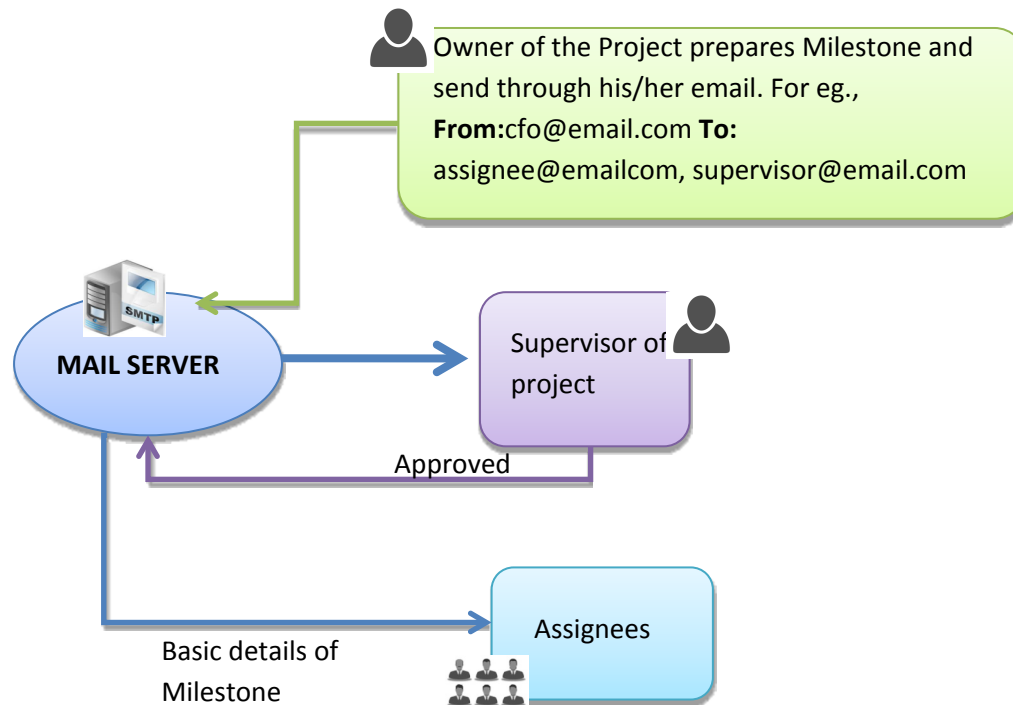 Owner of the Project prepares Milestone and
send through his/her email. For eg.,
From:cfo@email.com To:
assignee@emailcom, supervisor@email.com
SMTP
MAIL SERVER
Supervisor of
project
Approved
Assignees
Basic details of
Milestone